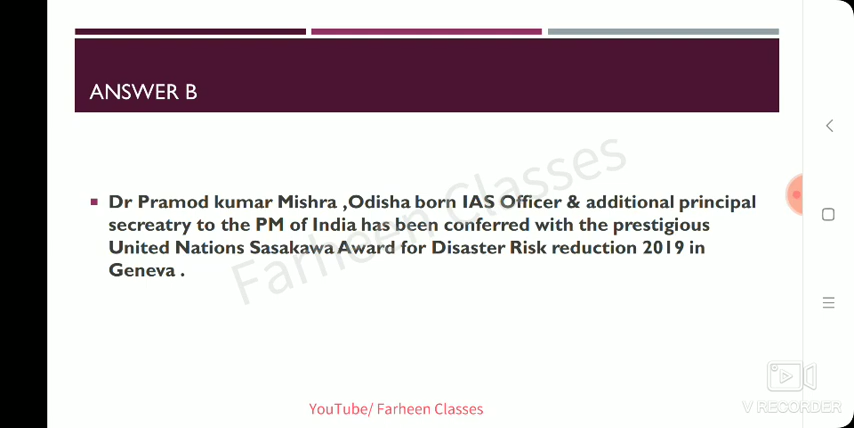 ANSWER B
Dr Pramod kumar Mishra ,Odisha born IAS Officer & additional principal
secreatry to the PM of India has been conferred with the prestigious
United Nations Sasakawa Award for Disaster Risk reduction 2019 in
Geneva .
Farheen Classes
YouTube/ Farheen Classes
V RECORDER